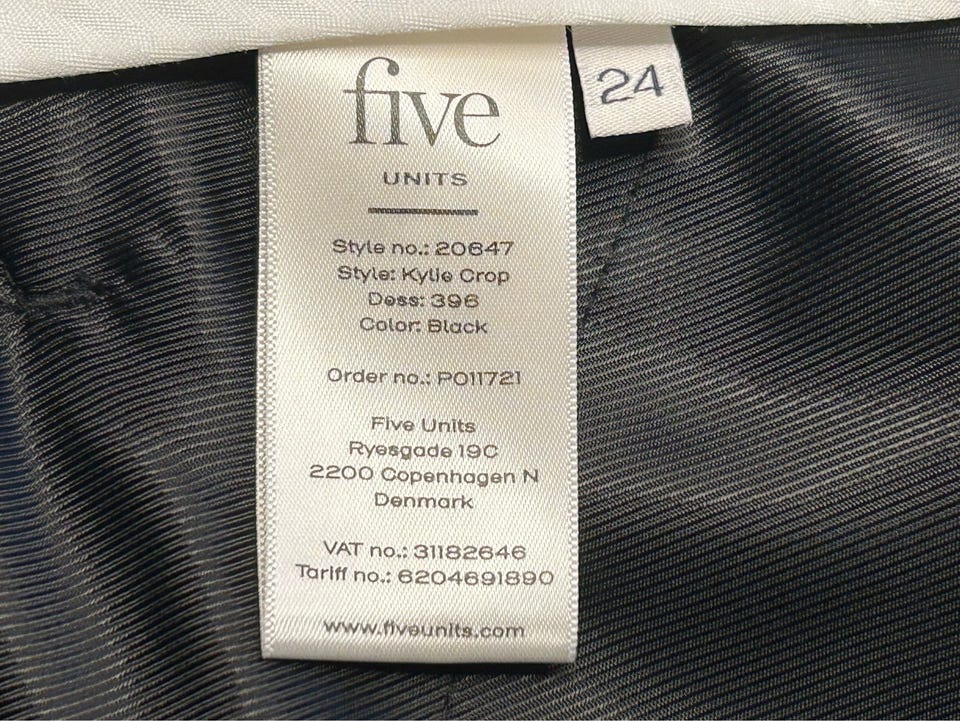 five
UNITS
Style no.: 20647
Style: Kylie Crop
Dess: 396
Color: Black
Order no.: PO11721
Five Units
Ryesgade 19C
2200 Copenhagen N
Denmark
VAT no.: 31182646
Tariff no.: 6204691890
www.fiveunits.com
24